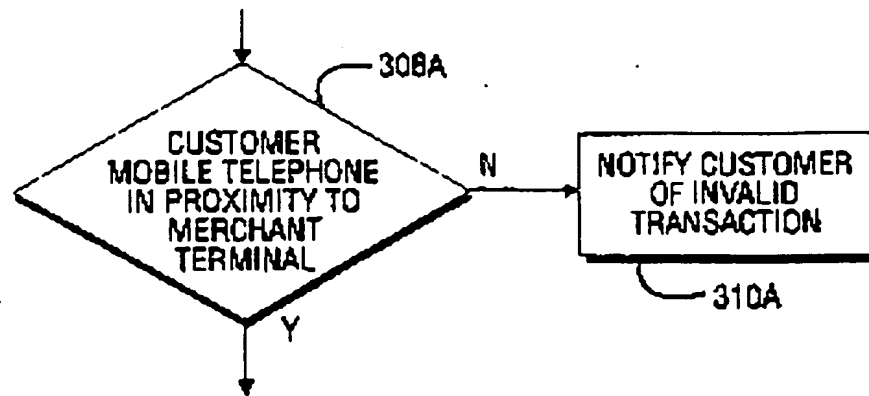 308A
CUSTOMER
MOBILE TELEPHONE
IN PROXIMITY TO
MERCHANT
TERMINAL
N
NOTIFY CUSTOMER
OF INVALID
TRANSACTION
310A
Y